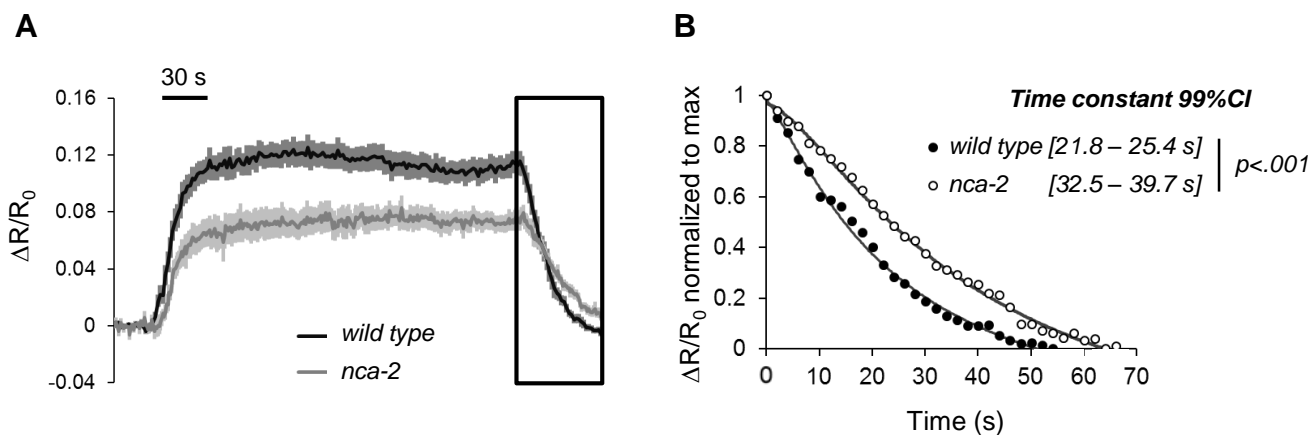 A
30 s
0.16
0.12
0.08
0.04
0
-0.04
ΔR/R0
wild type
nca-2
B
Time constant 99%CI
wild type [21.8 – 25.4 s]
nca-2 [32.5 – 39.7 s]
p<.001
1
0.8
0.6
0.4
0.2
0
ΔR/R0 normalized to max
0 10 20 30 40 50 60 70
Time (s)